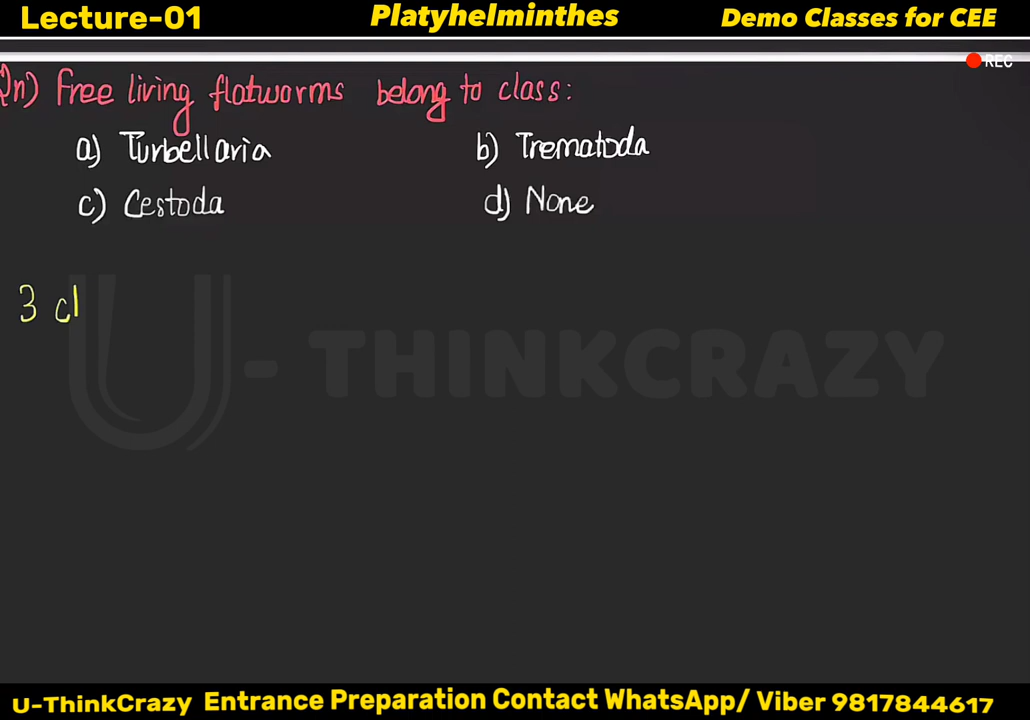 Lecture-01 Platyhelminthes Demo Classes for CEE
REC
Qn) Free living flatworms belong to class:
a) Turbellaria b) Trematoda
c) Cestoda d) None
3 cl
U - THINKCRAZY
U-ThinkCrazy Entrance Preparation Contact WhatsApp/ Viber 9817844617